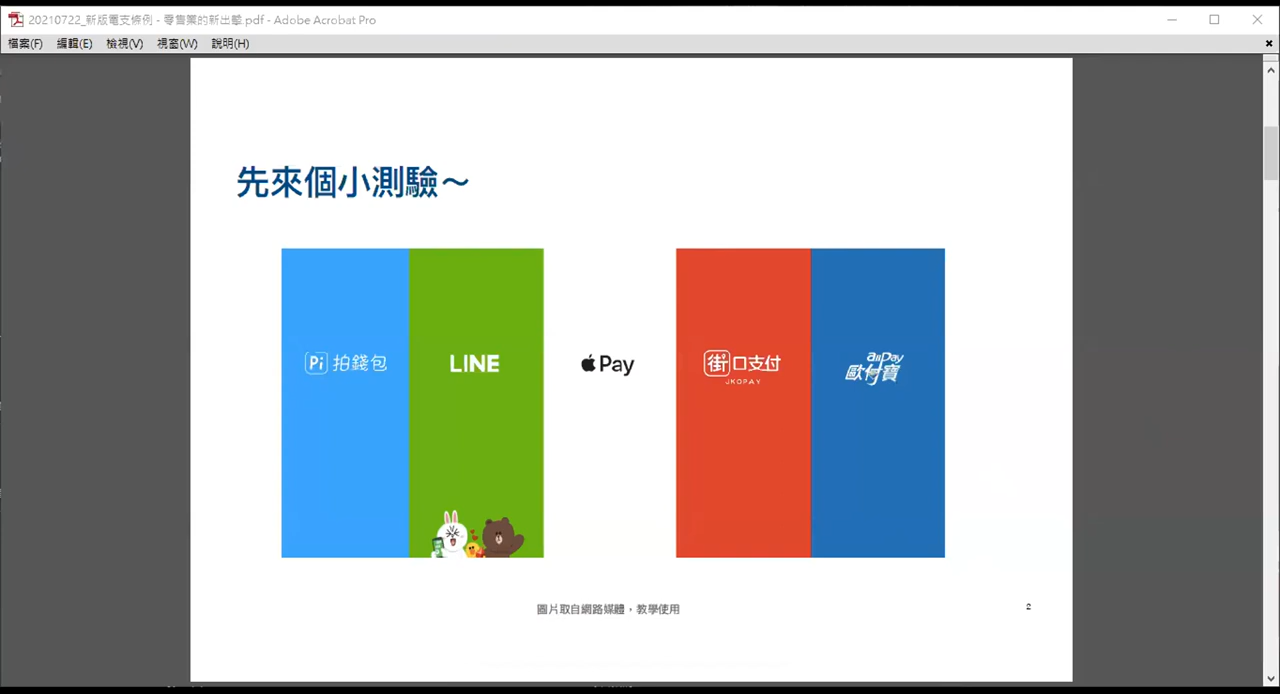 20210722_新版電支條例 - 零售業的新出擊.pdf - Adobe Acrobat Pro
檔案(F) 編輯(E) 檢視(V) 視窗(W) 說明(H)
先來個小測驗～
Pi 拍錢包
LINE
Pay
街口支付
JKOPAY
allPay
歐付寶
圖片取自網路媒體，教學使用
2